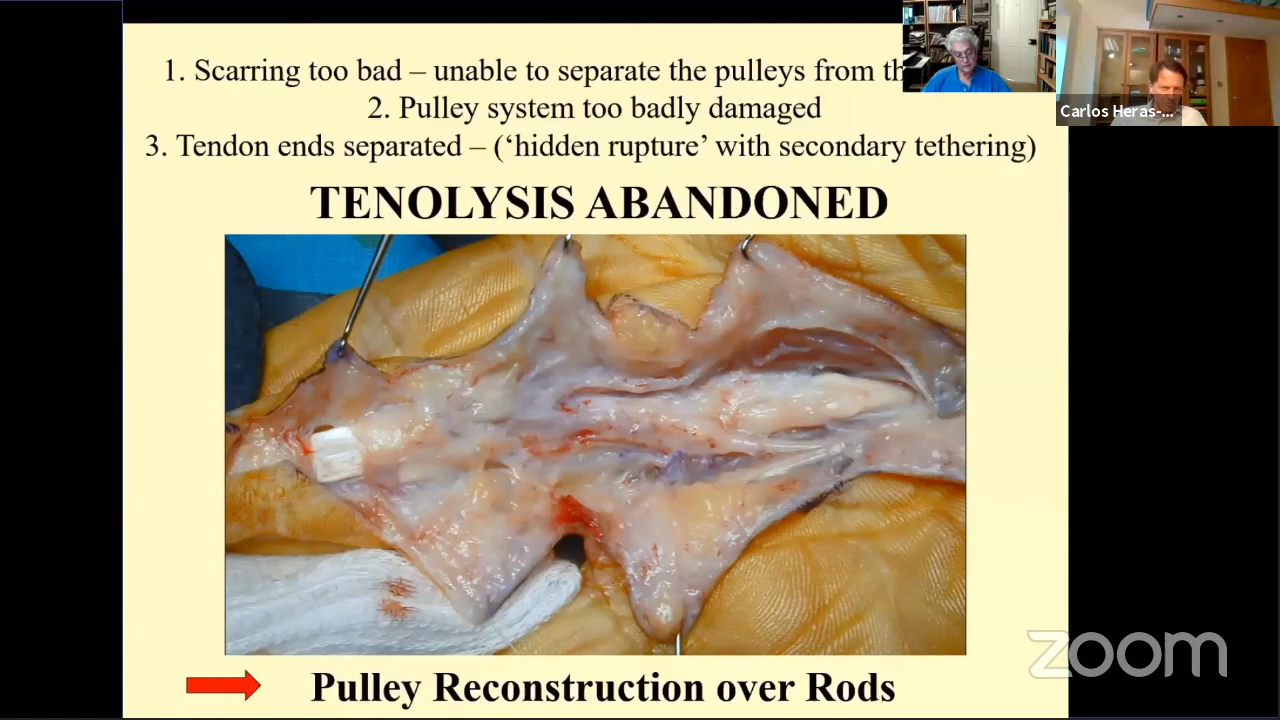 1. Scarring too bad – unable to separate the pulleys from
2. Pulley system too badly damaged
3. Tendon ends separated – (‘hidden rupture’ with secondary tethering)
TENOLYSIS ABANDONED
Pulley Reconstruction over Rods
Carlos Heras-...
zoom